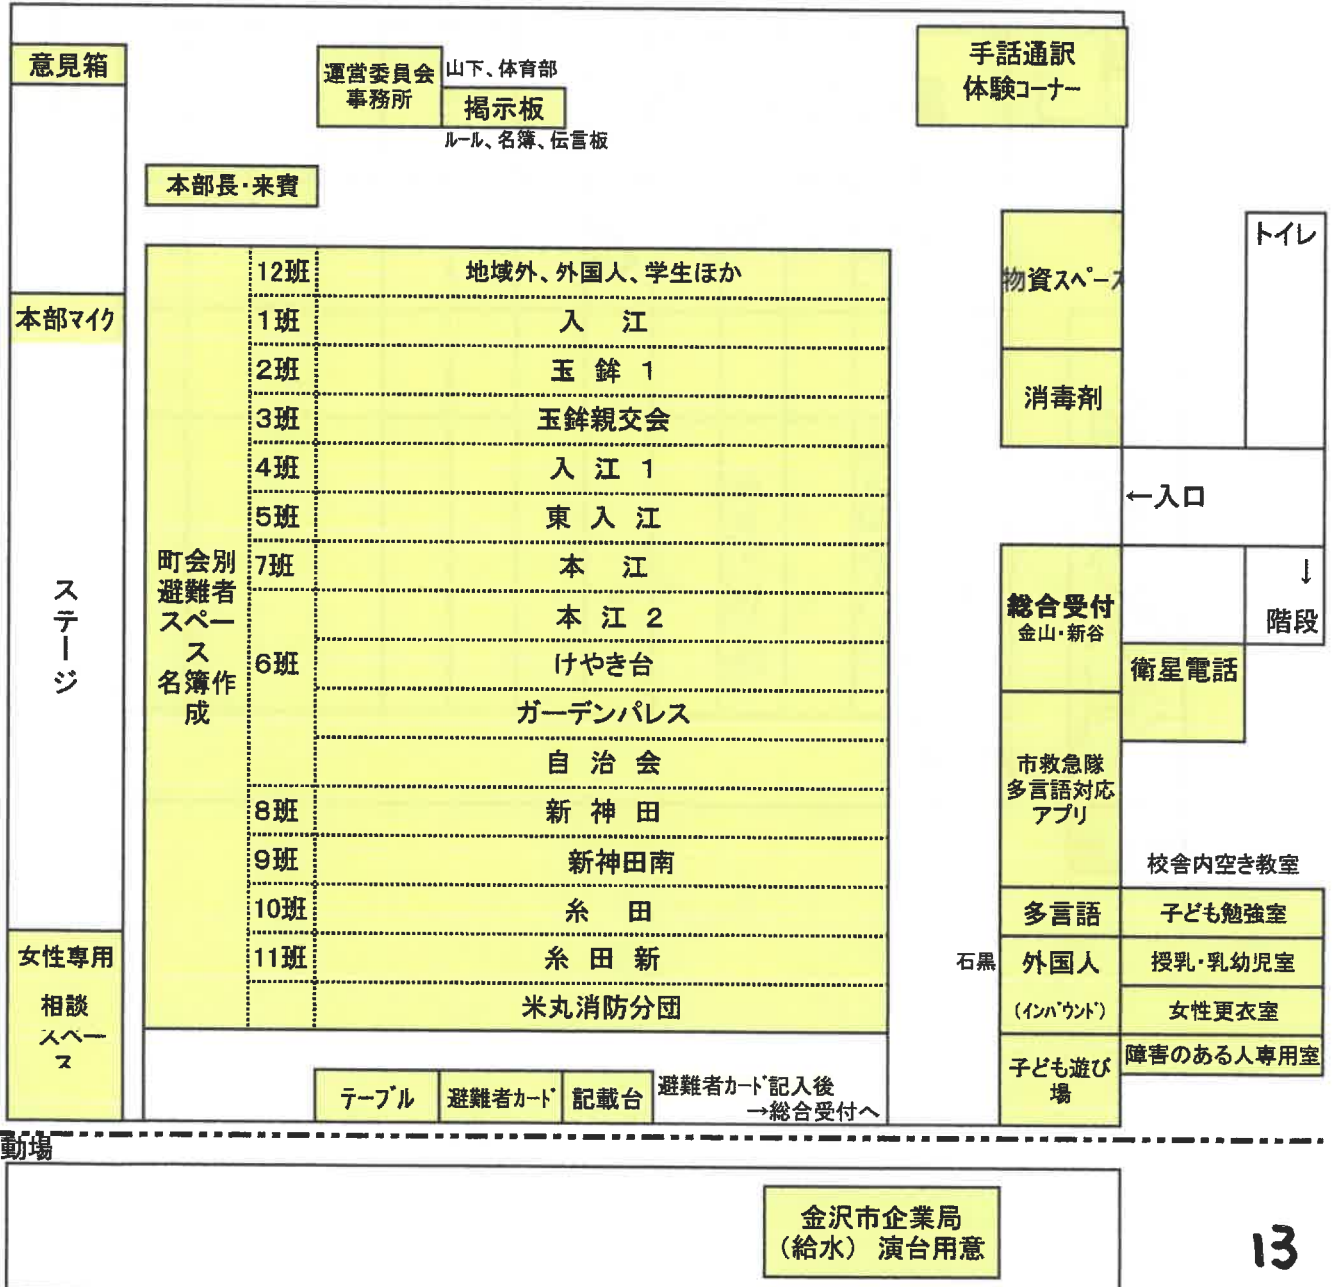 意見箱
運営委員会
事務所
山下、体育部
掲示板
ルール、名簿、伝言板
手話通訳
体験コーナー
本部長・来賓
トイレ
物資スペース
本部マイク
消毒剤
←入口
ステージ
町会別
避難者
スペー
ス
名簿作
成
12班 地域外、外国人、学生ほか
1班 入 江
2班 玉 鉾 1
3班 玉鉾親交会
4班 入 江 1
5班 東 入 江
7班 本 江
本 江 2
6班 けやき台
ガーデンパレス
自 治 会
8班 新 神 田
9班 新神田南
10班 糸 田
11班 糸 田 新
米丸消防分団
総合受付
金山・新谷
↓
階段
衛星電話
市救急隊
多言語対応
アプリ
校舎内空き教室
多言語
子ども勉強室
石黒
外国人
(インバウンド)
授乳・乳幼児室
女性更衣室
障害のある人専用室
子ども遊び
場
女性専用
相談
スペー
ス
テーブル
避難者カード
記載台
避難者カード記入後
→総合受付へ
動場
金沢市企業局
(給水) 演台用意
13